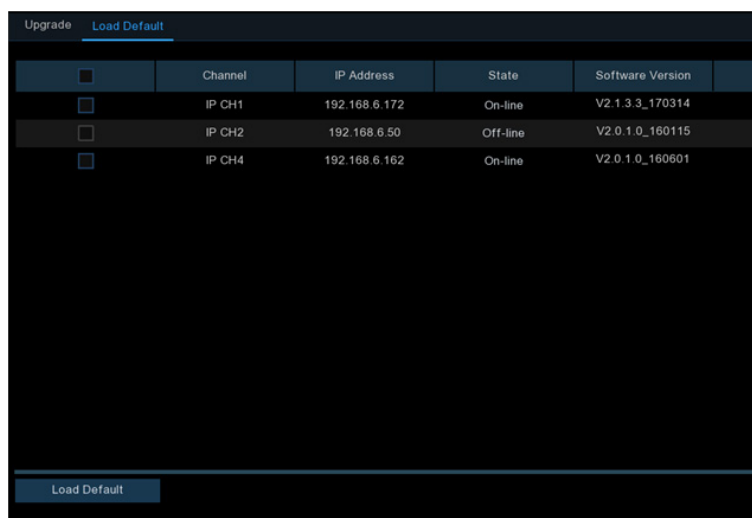 Upgrade Load Default
Channel IP Address State Software Version
IP CH1 192.168.6.172 On-line V2.1.3.3_170314
IP CH2 192.168.6.50 Off-line V2.0.1.0_160115
IP CH4 192.168.6.162 On-line V2.0.1.0_160601
Load Default